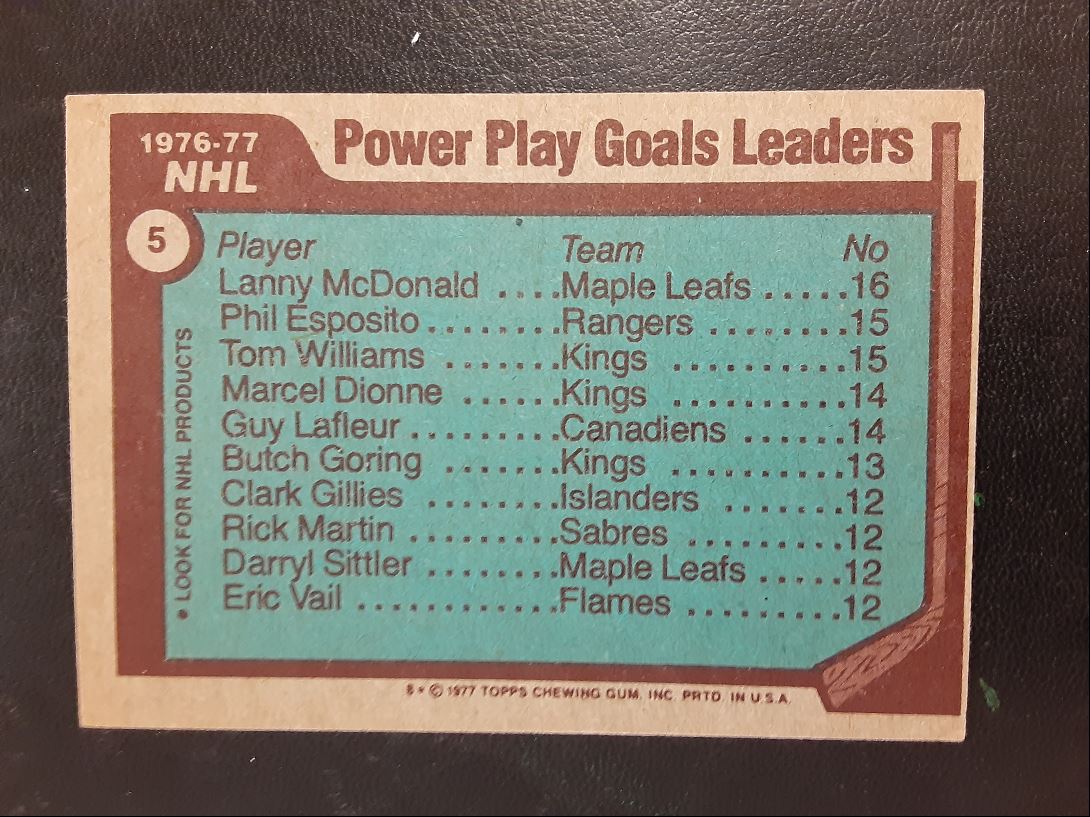 1976-77
NHL
Power Play Goals Leaders
5
Player Team No
Lanny McDonald ....Maple Leafs .....16
Phil Esposito ........Rangers ........15
Tom Williams .......Kings ..........15
Marcel Dionne ......Kings ..........14
Guy Lafleur .........Canadiens ......14
Butch Goring .......Kings ..........13
Clark Gillies ........Islanders .......12
Rick Martin .........Sabres .........12
Darryl Sittler ........Maple Leafs .....12
Eric Vail .............Flames .........12
• LOOK FOR NHL PRODUCTS
8* © 1977 TOPPS CHEWING GUM, INC. PRTD. IN U.S.A.